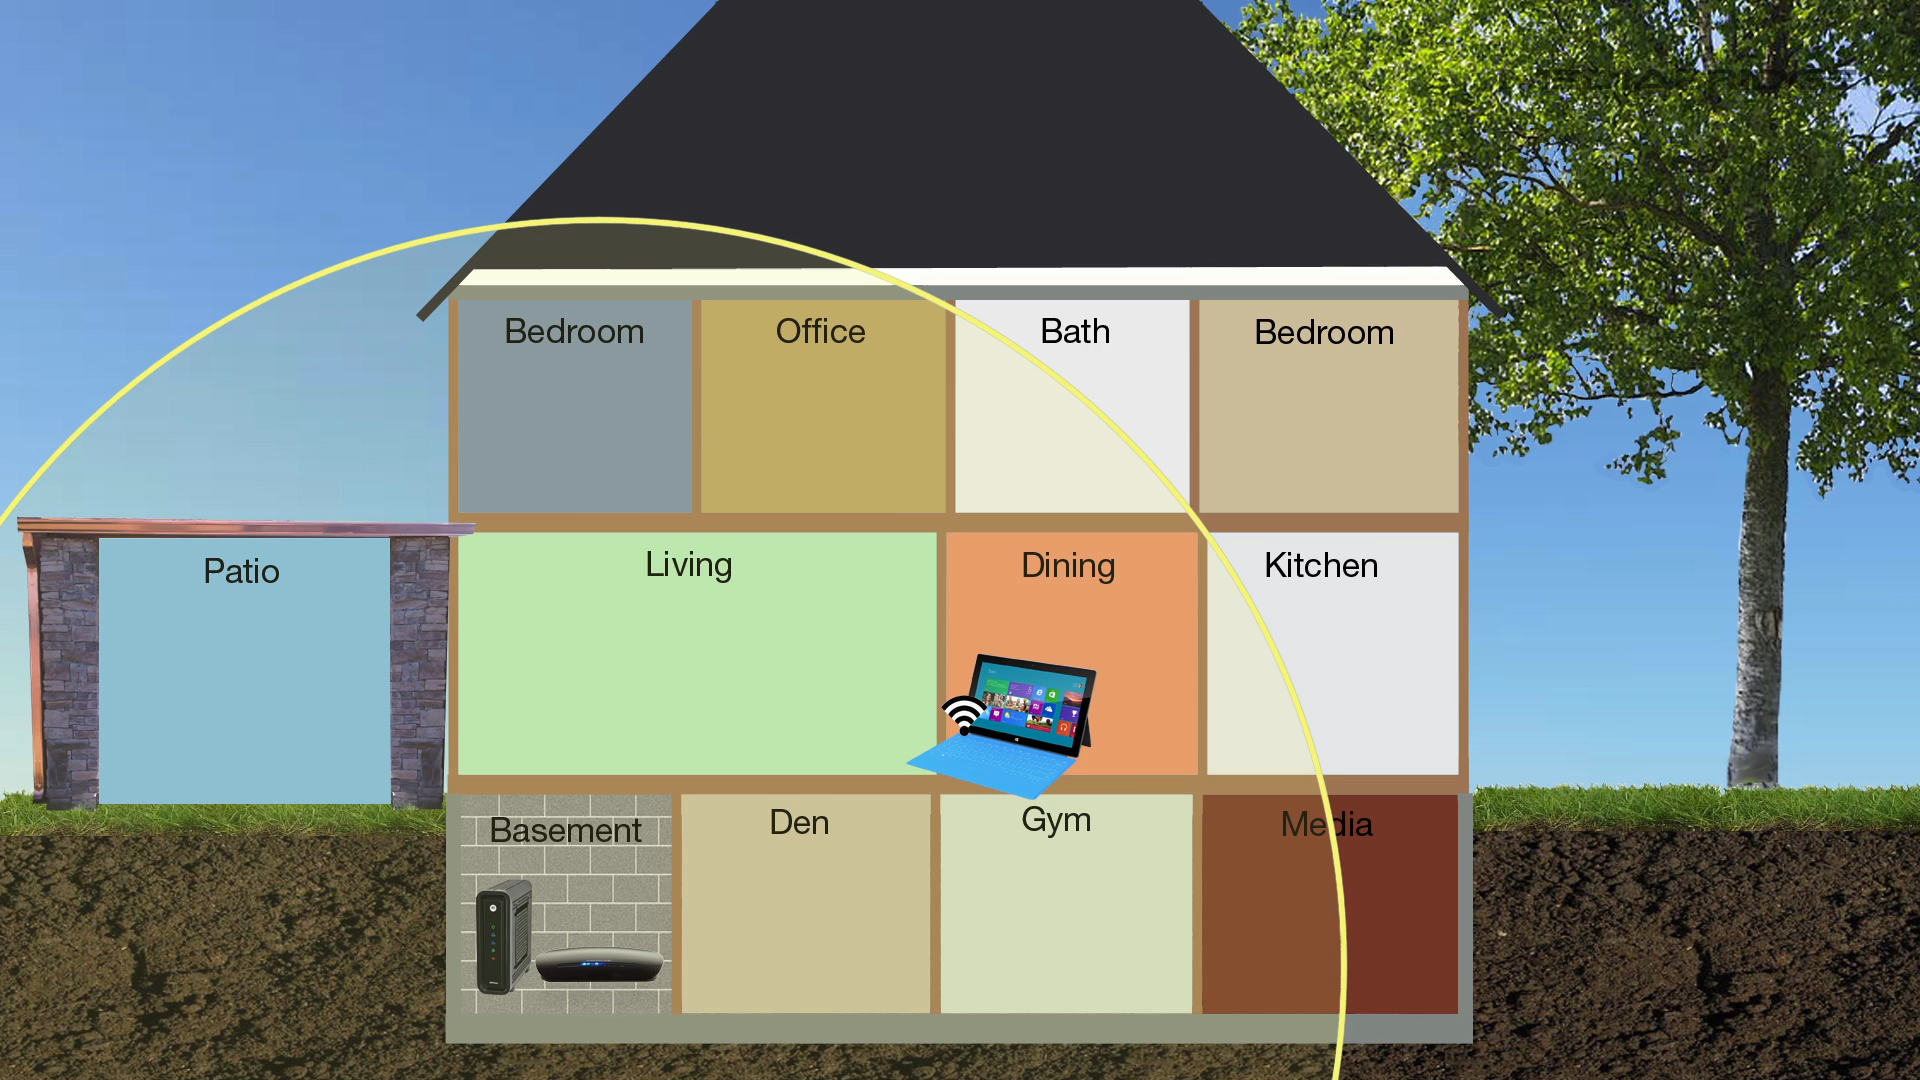 Bedroom
Office
Bath
Bedroom
Patio
Living
Dining
Kitchen
Basement
Den
Gym
Media